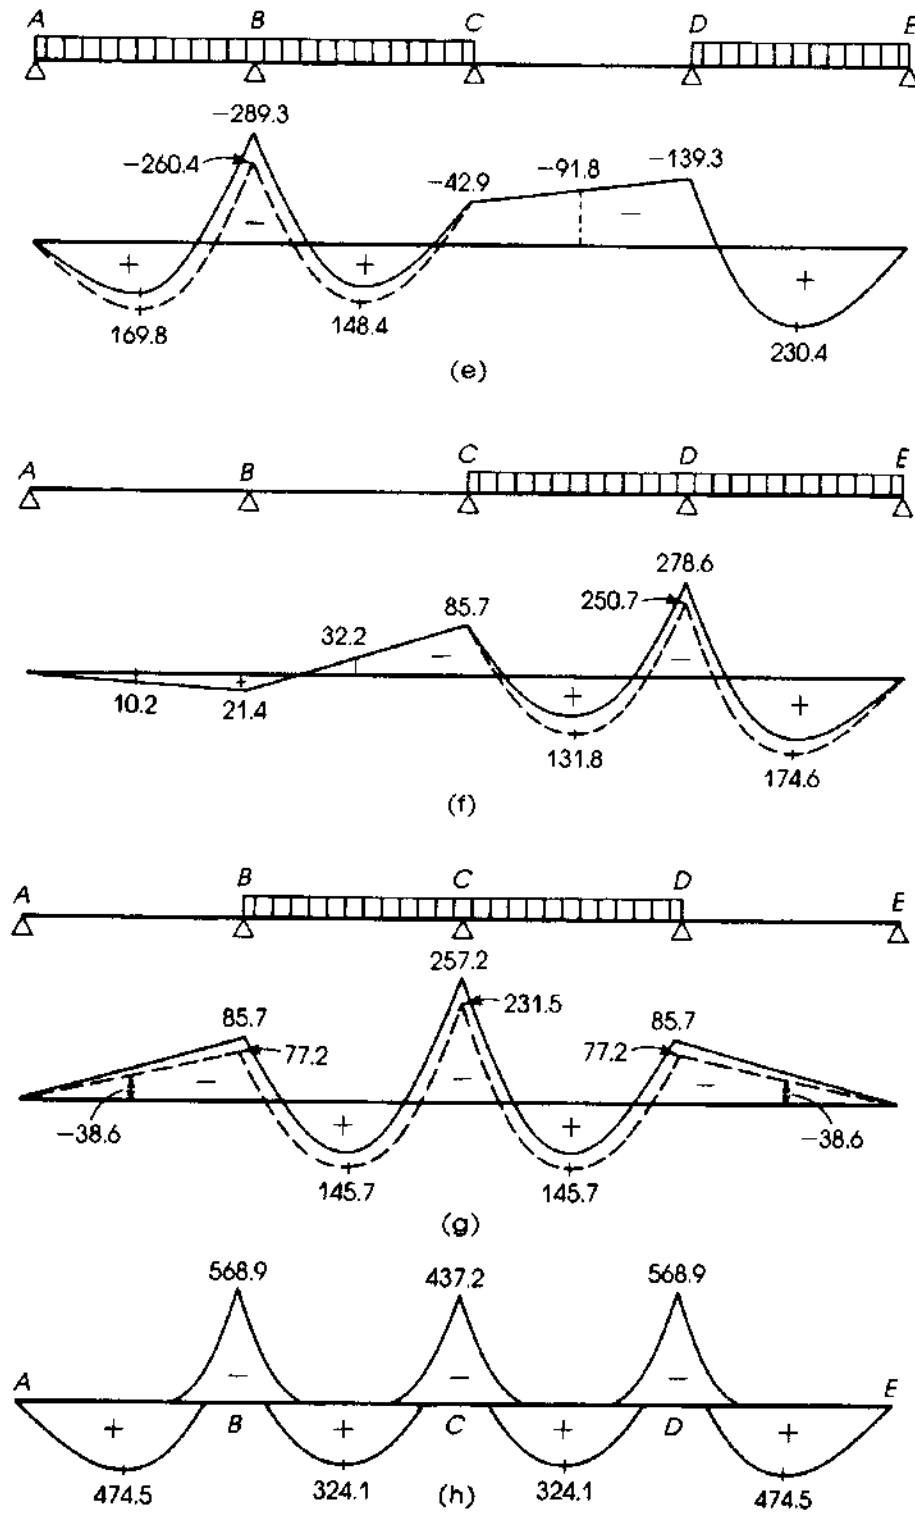 A B C D E
−289.3
−260.4
−42.9 −91.8 −139.3
−
−
+ + +
169.8 148.4 230.4
(e)
A B C D E
278.6
250.7
85.7
32.2
−
−
+ + +
10.2 21.4
131.8 174.6
(f)
A B C D E
257.2
231.5
85.7 85.7
77.2 77.2
− − −
+ +
−38.6 −38.6
145.7 145.7
(g)
568.9 437.2 568.9
− − −
A E
+ B + C + D +
474.5 324.1 (h) 324.1 474.5